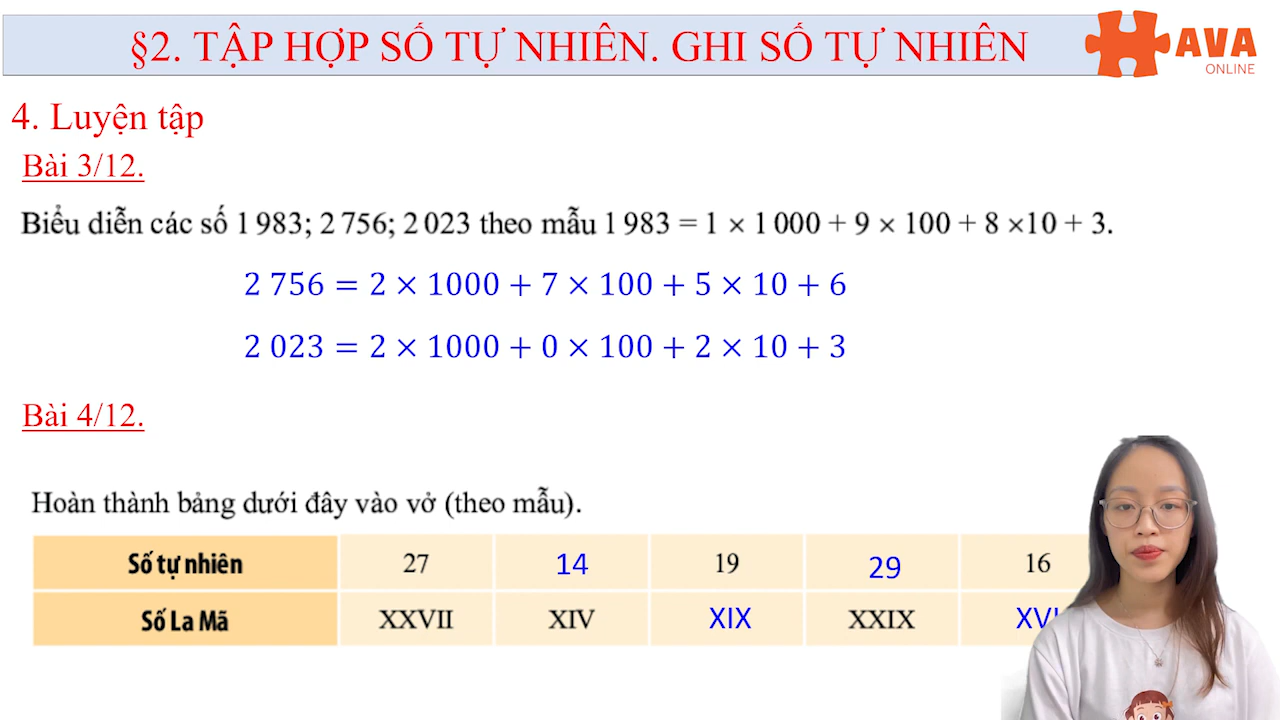 §2. TẬP HỢP SỐ TỰ NHIÊN. GHI SỐ TỰ NHIÊN
AVA
ONLINE
4. Luyện tập
Bài 3/12.
Biểu diễn các số 1 983; 2 756; 2 023 theo mẫu 1 983 = 1 × 1 000 + 9 × 100 + 8 ×10 + 3.
2 756 = 2 × 1000 + 7 × 100 + 5 × 10 + 6
2 023 = 2 × 1000 + 0 × 100 + 2 × 10 + 3
Bài 4/12.
Hoàn thành bảng dưới đây vào vở (theo mẫu).
Số tự nhiên 27 14 19 29 16
Số La Mã XXVII XIV XIX XXIX